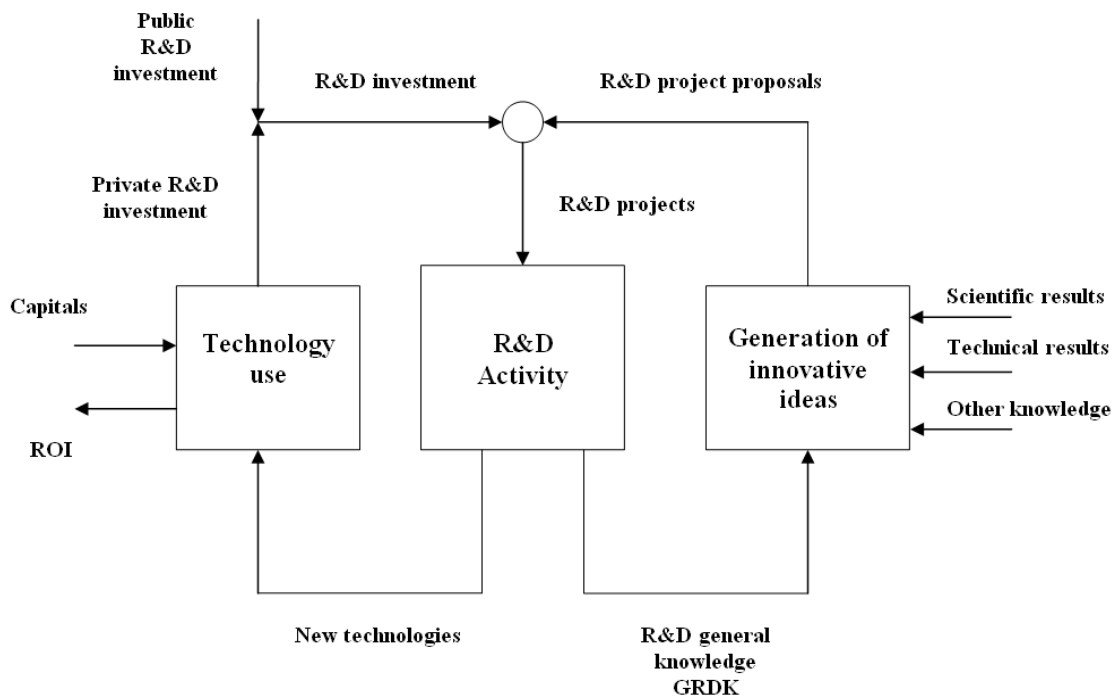 Public
R&D
investment
R&D investment
R&D project proposals
Private R&D
investment
R&D projects
Capitals
Technology
use
R&D
Activity
Generation of
innovative
ideas
Scientific results
Technical results
Other knowledge
ROI
New technologies
R&D general
knowledge
GRDK